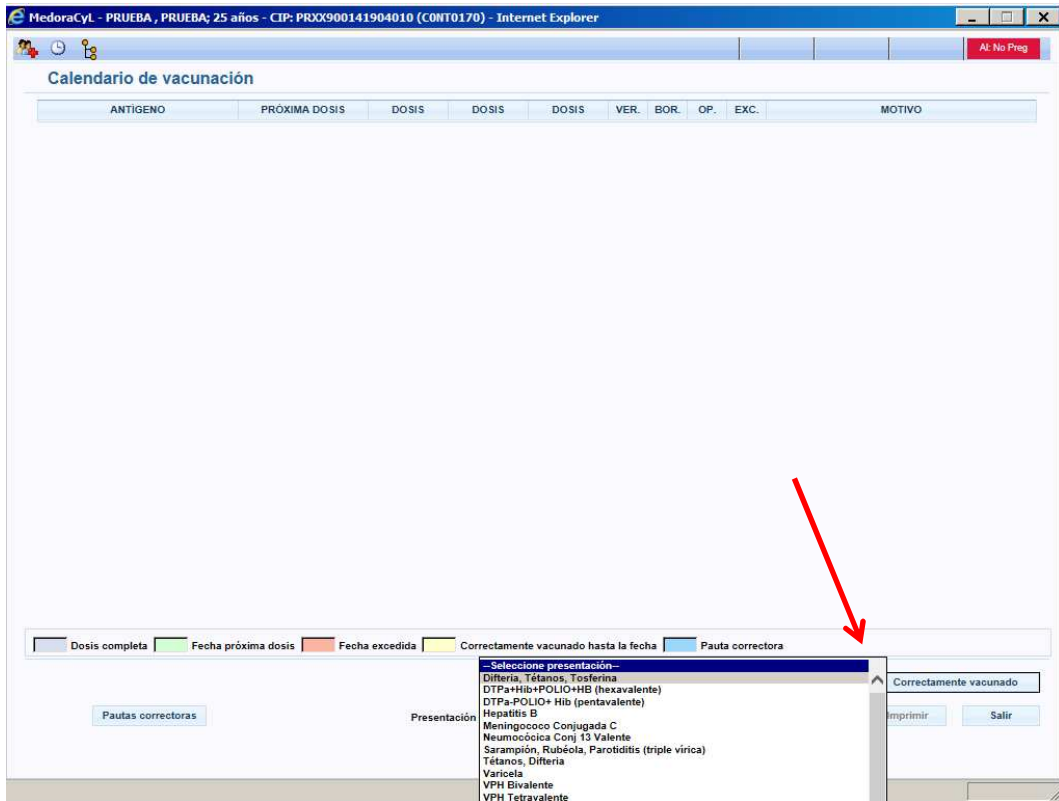 MedoraCyL - PRUEBA , PRUEBA; 25 años - CIP: PRXX900141904010 (C0NT0170) - Internet Explorer
Al: No Preg
Calendario de vacunación
ANTÍGENO PRÓXIMA DOSIS DOSIS DOSIS DOSIS VER. BOR. OP. EXC. MOTIVO
Dosis completa Fecha próxima dosis Fecha excedida Correctamente vacunado hasta la fecha Pauta correctora
--Seleccione presentación--
Difteria, Tétanos, Tosferina
DTPa+Hib+POLIO+HB (hexavalente)
Correctamente vacunado
DTPa-POLIO+ Hib (pentavalente)
Pautas correctoras
Presentación
Hepatitis B
Imprimir
Salir
Meningococo Conjugada C
Neumocócica Conj 13 Valente
Sarampión, Rubéola, Parotiditis (triple vírica)
Tétanos, Difteria
Varicela
VPH Bivalente
VPH Tetravalente